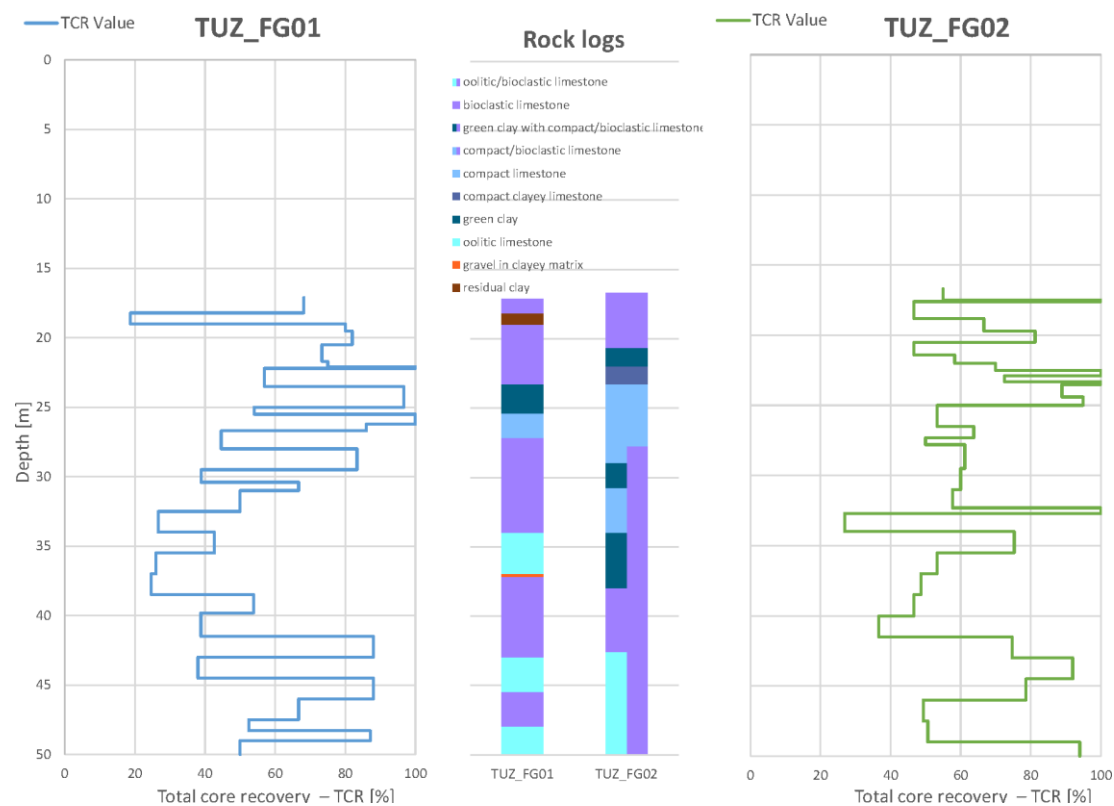 TCR Value
TUZ_FG01
Rock logs
TCR Value
TUZ_FG02
oolitic/bioclastic limestone
bioclastic limestone
green clay with compact/bioclastic limestone
compact/bioclastic limestone
compact limestone
compact clayey limestone
green clay
oolitic limestone
gravel in clayey matrix
residual clay
Depth [m]
0
5
10
15
20
25
30
35
40
45
50
0 20 40 60 80 100
Total core recovery – TCR [%]
TUZ_FG01 TUZ_FG02
0 20 40 60 80 100
Total core recovery – TCR [%]